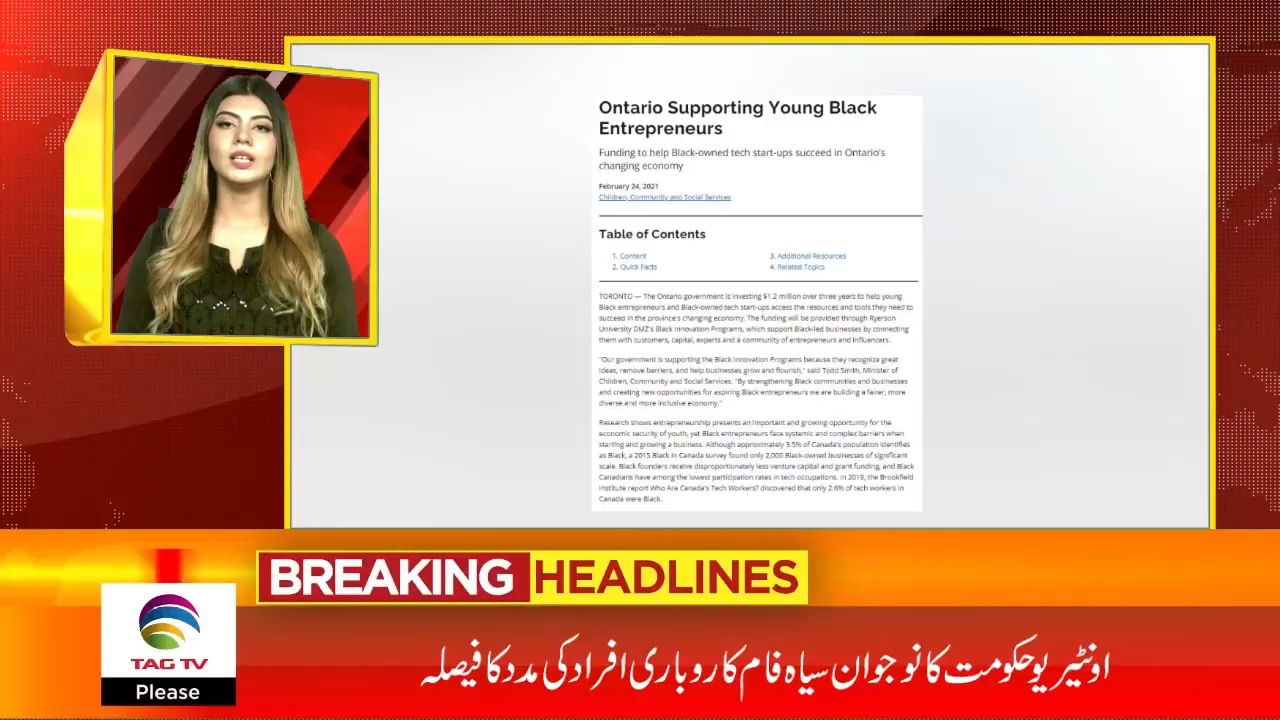 Ontario Supporting Young Black
Entrepreneurs
Funding to help Black-owned tech start-ups succeed in Ontario's
changing economy
February 24, 2021
Children, Community and Social Services
Table of Contents
1. Content
2. Quick Facts
3. Additional Resources
4. Related Topics
TORONTO — The Ontario government is investing $1.2 million over three years to help young
Black entrepreneurs and Black-owned tech start-ups access the resources and tools they need to
succeed in the province's changing economy. The funding will be provided through Ryerson
University DMZ's Black Innovation Programs, which support Black-led businesses by connecting
them with customers, capital, experts and a community of entrepreneurs and influencers.
"Our government is supporting the Black Innovation Programs because they recognize great
ideas, remove barriers, and help businesses grow and flourish," said Todd Smith, Minister of
Children, Community and Social Services. "By strengthening Black communities and businesses
and creating new opportunities for aspiring Black entrepreneurs we are building a fairer, more
diverse and more inclusive economy."
Research shows entrepreneurship presents an important and growing opportunity for the
economic security of youth, yet Black entrepreneurs face systemic and complex barriers when
starting and growing a business. Although approximately 3.5% of Canada's population identifies
as Black, a 2015 Black in Canada survey found only 2,000 Black-owned businesses of significant
scale. Black founders receive disproportionately less venture capital and grant funding, and Black
Canadians have among the lowest participation rates in tech occupations. In 2019, the Brookfield
Institute report Who Are Canada's Tech Workers? discovered that only 2.6% of tech workers in
Canada were Black.
BREAKING HEADLINES
TAG TV
Please
اونٹیریو حکومت کا نوجوان سیاہ فام کاروباری افراد کی مدد کا فیصلہ